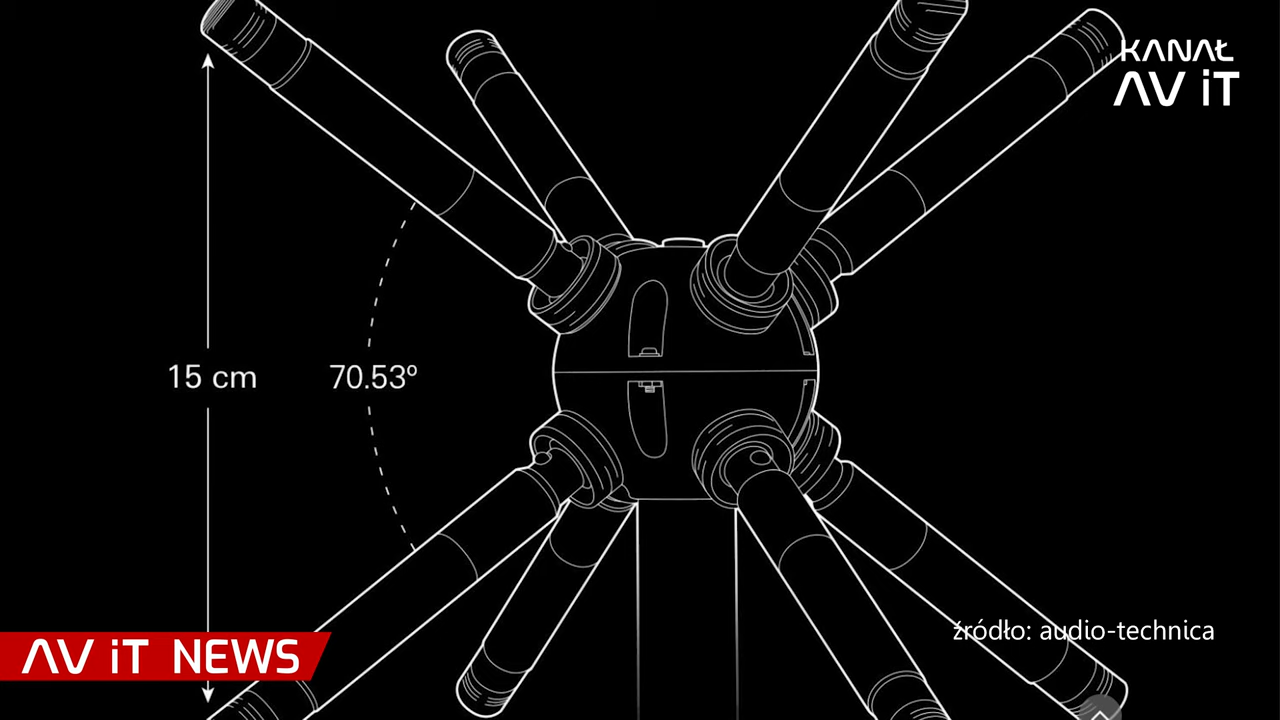 KANAŁ
AV iT
15 cm
70.53º
źródło: audio-technica
AV iT NEWS